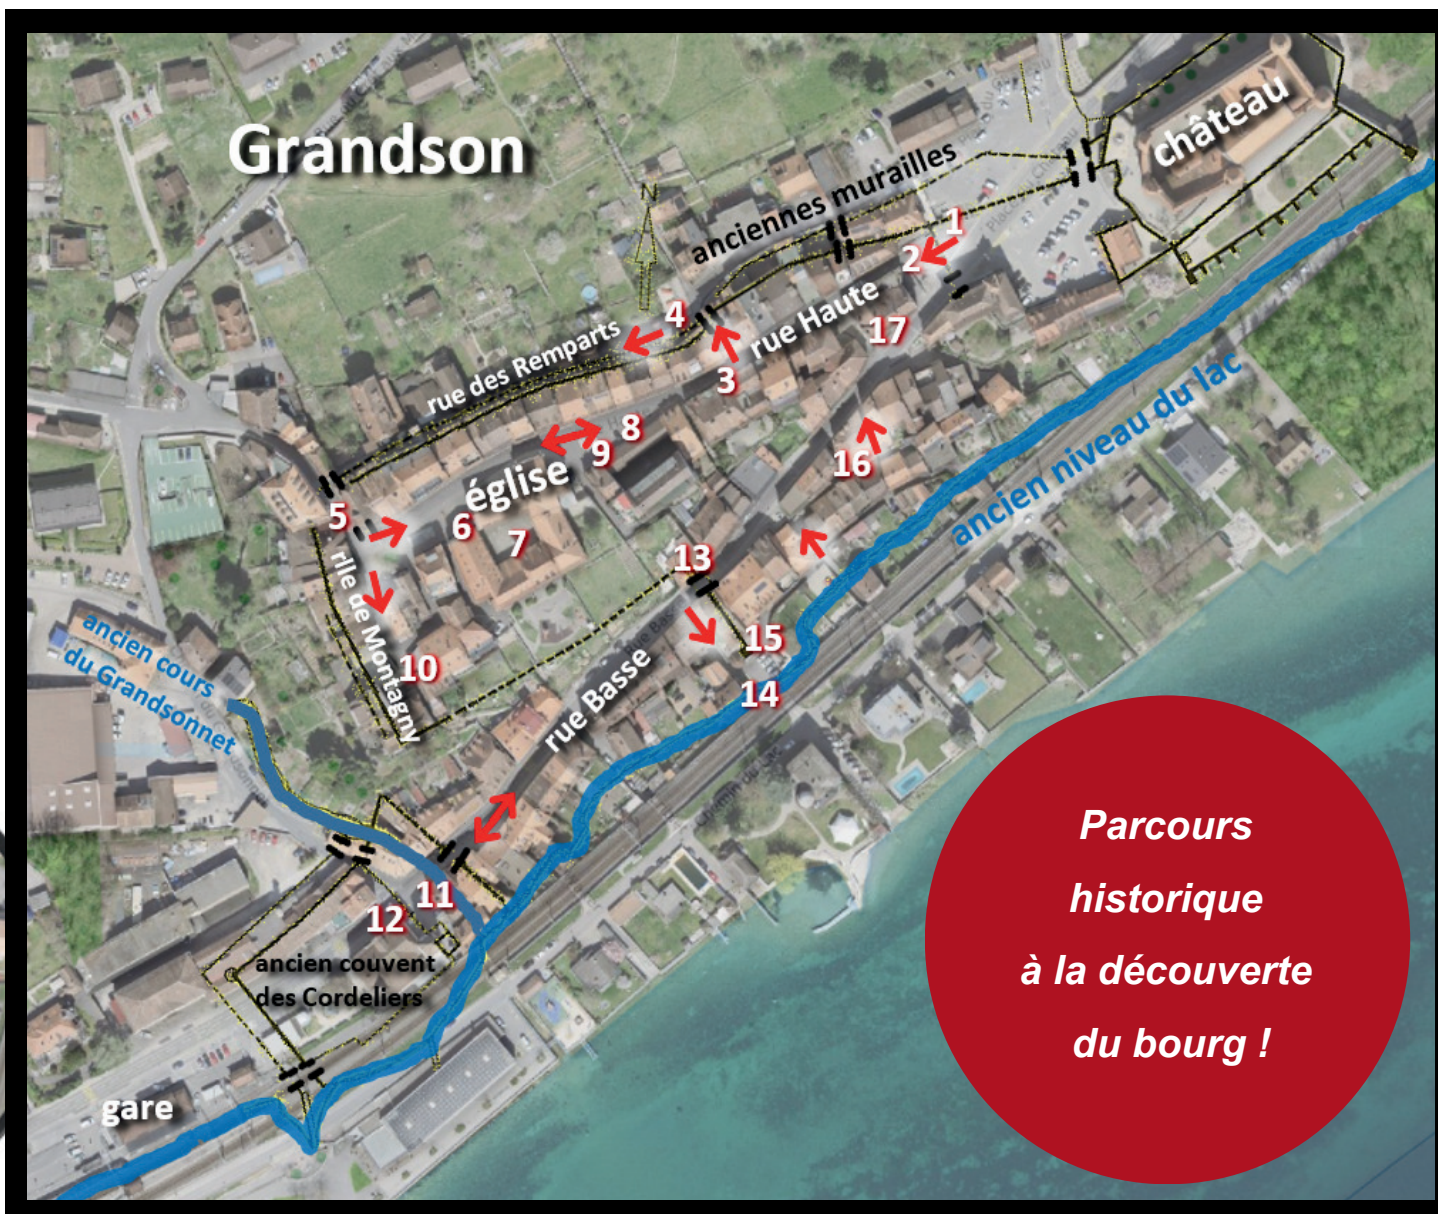 Grandson
château
anciennes murailles
1
2
rue Haute
17
4
3
rue des Remparts
8
9
église
5
6
7
16
ancien niveau du lac
13
rlle de Montagny
10
15
14
rue Basse
ancien cours
du Grandsonnet
11
12
ancien couvent
des Cordeliers
gare
Parcours
historique
à la découverte
du bourg !